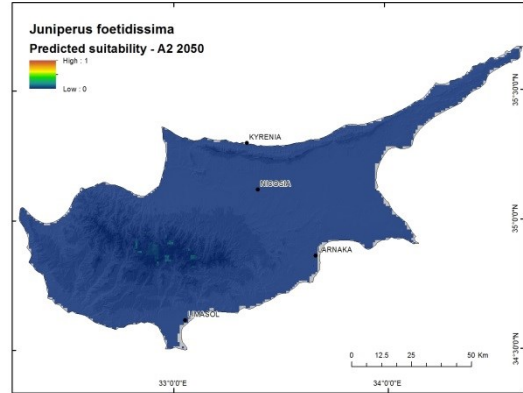 Juniperus foetidissima
Predicted suitability - A2 2050
High : 1
Low : 0
KYRENIA
NICOSIA
ARNAKA
LIMASOL
35°30'0"N
35°0'0"N
34°30'0"N
0 12.5 25 50 Km
33°0'0"E
34°0'0"E